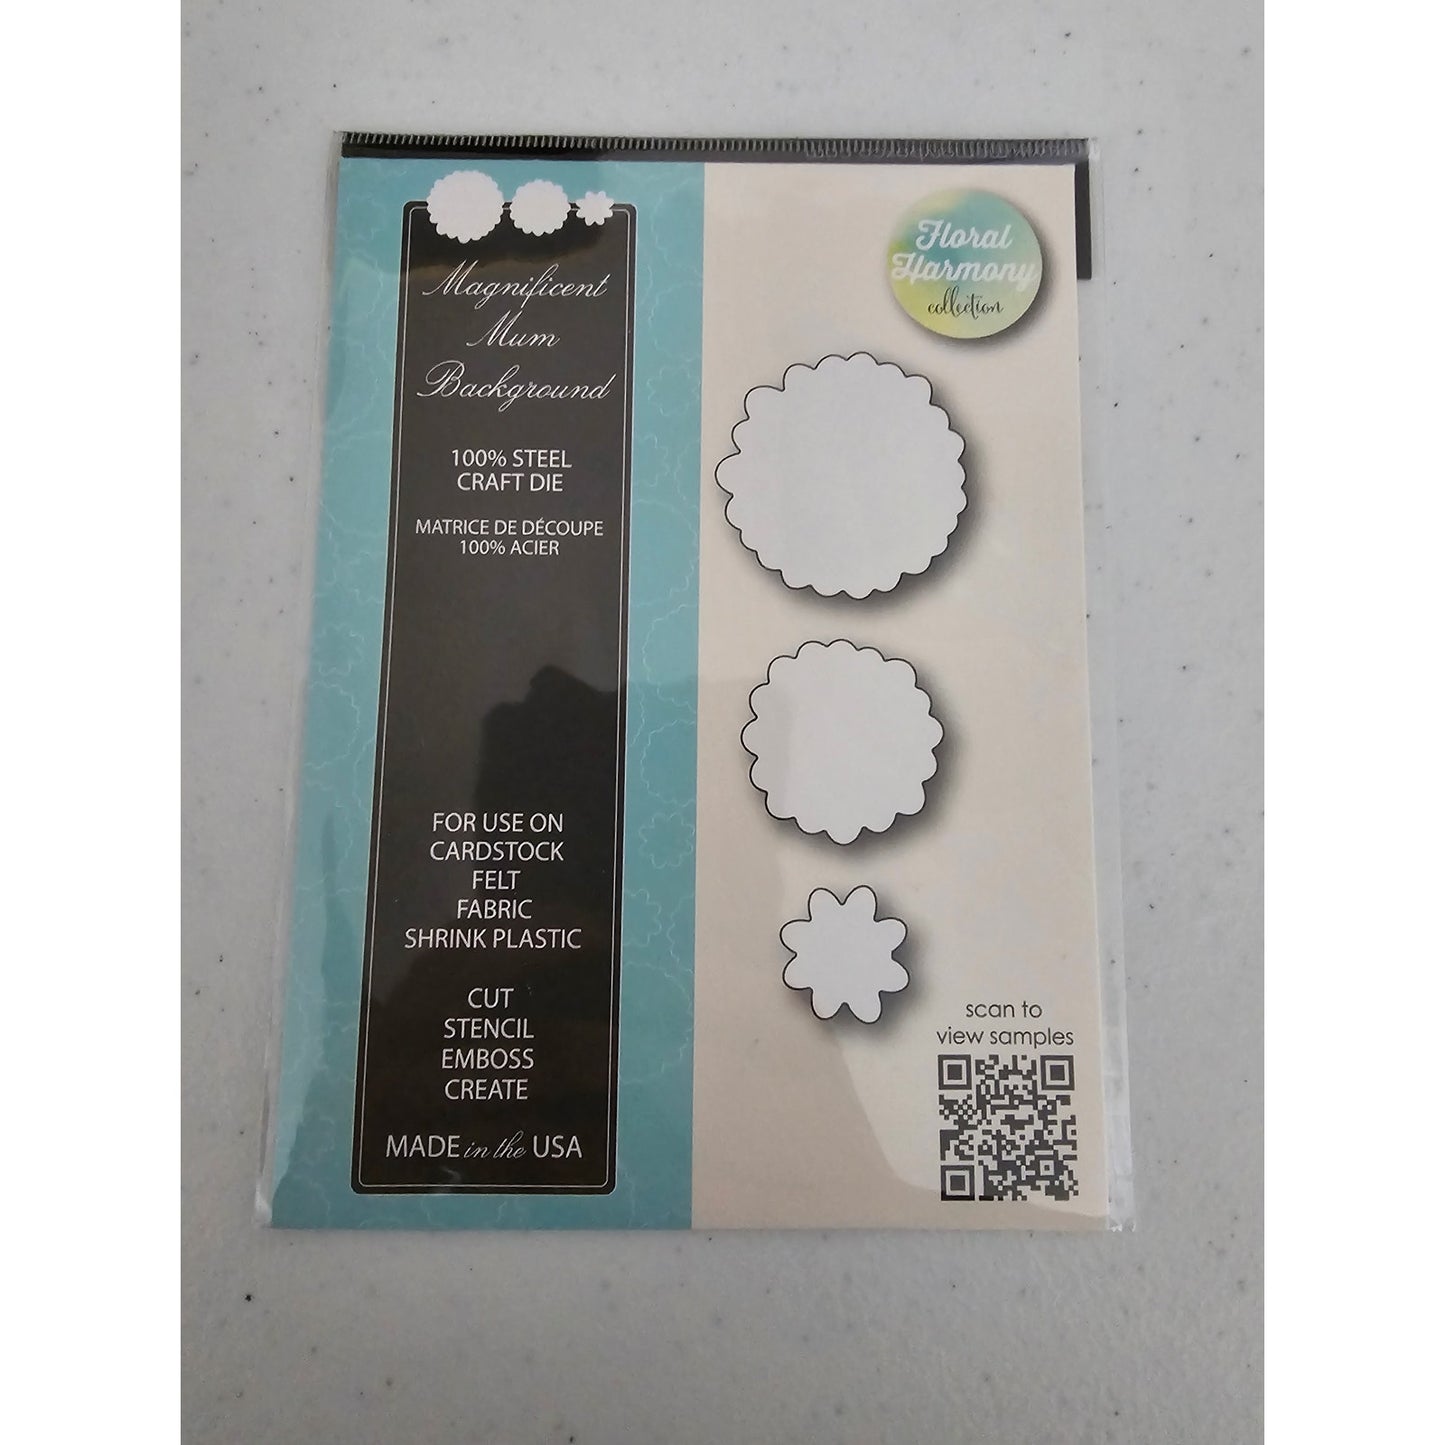 Magnificent
Mum
Background
100% STEEL
CRAFT DIE
MATRICE DE DÉCOUPE
100% ACIER
FOR USE ON
CARDSTOCK
FELT
FABRIC
SHRINK PLASTIC
CUT
STENCIL
EMBOSS
CREATE
MADE in the USA
Floral
Harmony
collection
scan to
view samples